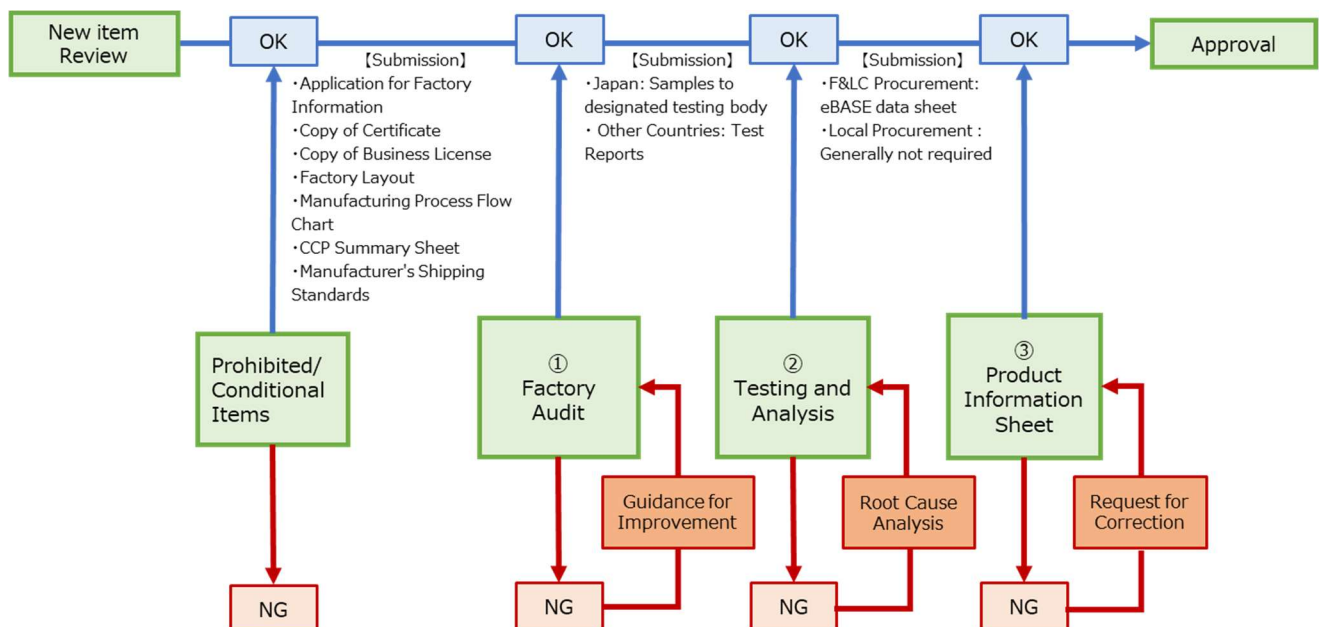 New item
Review
OK
OK
OK
OK
Approval
【Submission】
・Application for Factory
Information
・Copy of Certificate
・Copy of Business License
・Factory Layout
・Manufacturing Process Flow
Chart
・CCP Summary Sheet
・Manufacturer's Shipping
Standards
【Submission】
・Japan: Samples to
designated testing body
・ Other Countries: Test
Reports
【Submission】
・F&LC Procurement:
eBASE data sheet
・Local Procurement :
Generally not required
Prohibited/
Conditional
Items
①
Factory
Audit
②
Testing and
Analysis
③
Product
Information
Sheet
Guidance for
Improvement
Root Cause
Analysis
Request for
Correction
NG
NG
NG
NG